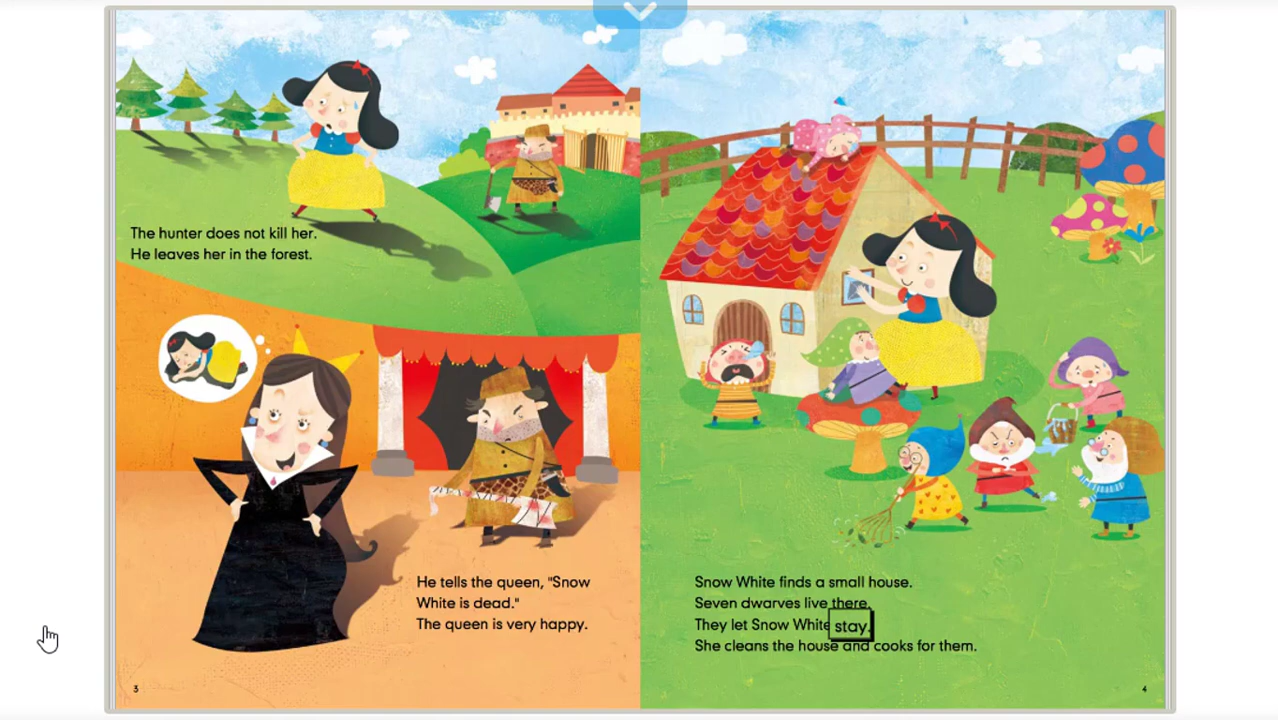 The hunter does not kill her.
He leaves her in the forest.
He tells the queen, "Snow
White is dead."
The queen is very happy.
3
Snow White finds a small house.
Seven dwarves live there.
They let Snow White stay.
She cleans the house and cooks for them.
4